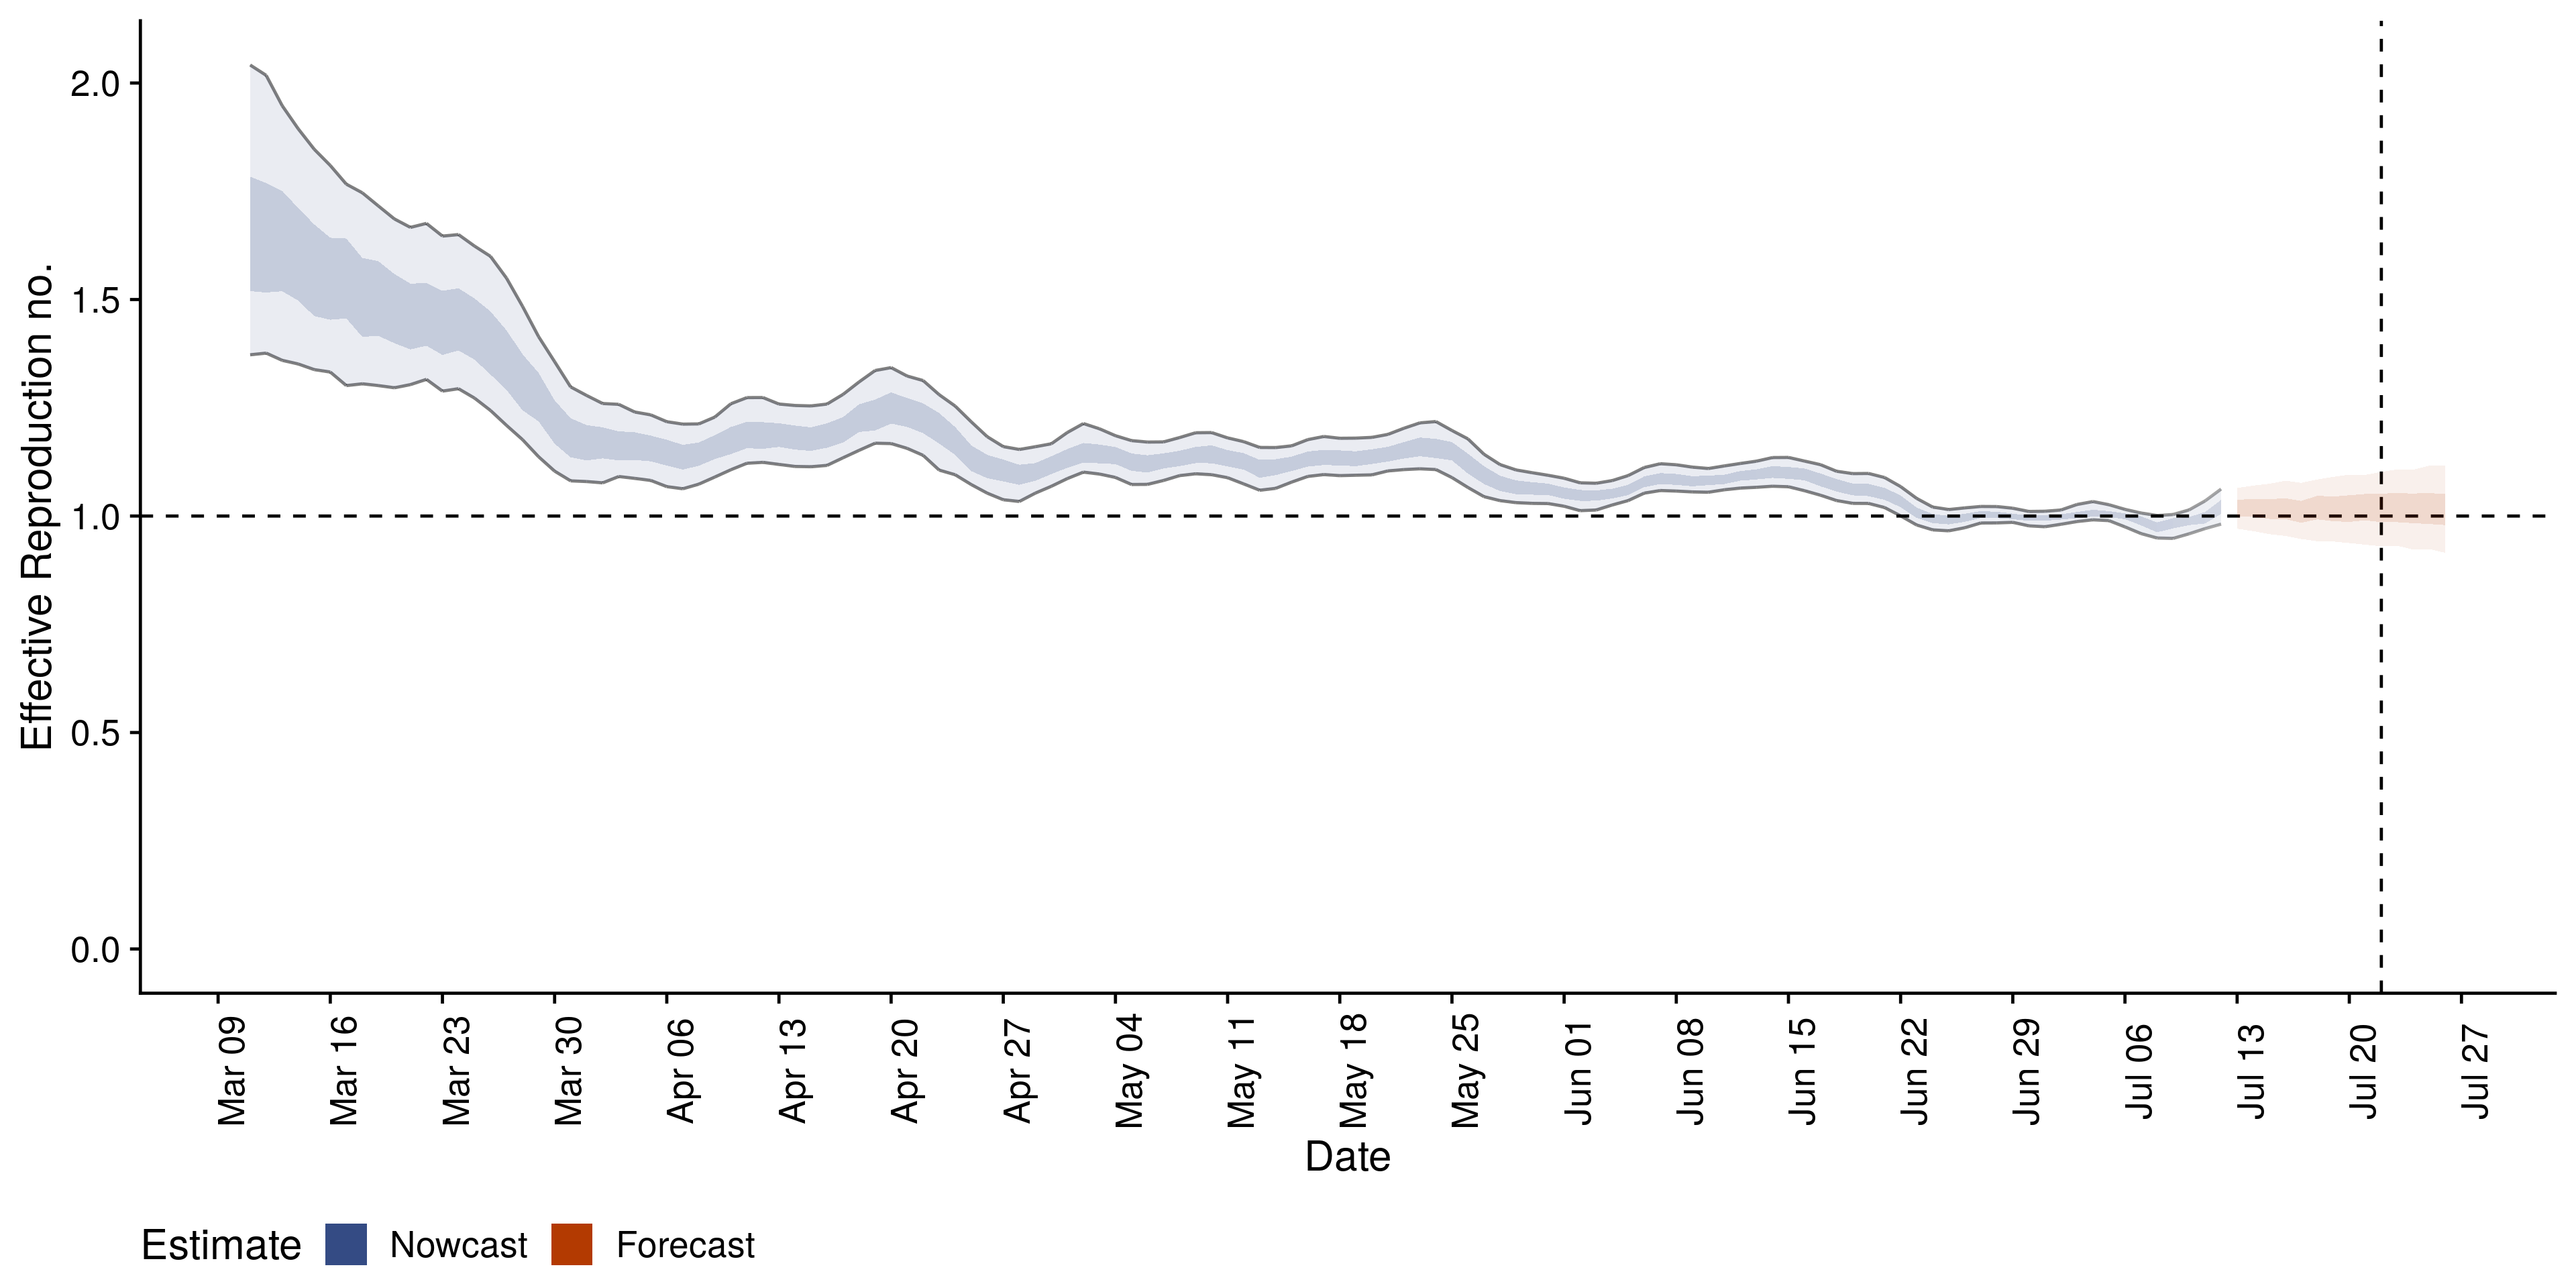 Effective Reproduction no.
2.0
1.5
1.0
0.5
0.0
Mar 09
Mar 16
Mar 23
Mar 30
Apr 06
Apr 13
Apr 20
Apr 27
May 04
May 11
May 18
May 25
Jun 01
Jun 08
Jun 15
Jun 22
Jun 29
Jul 06
Jul 13
Jul 20
Jul 27
Date
Estimate Nowcast Forecast